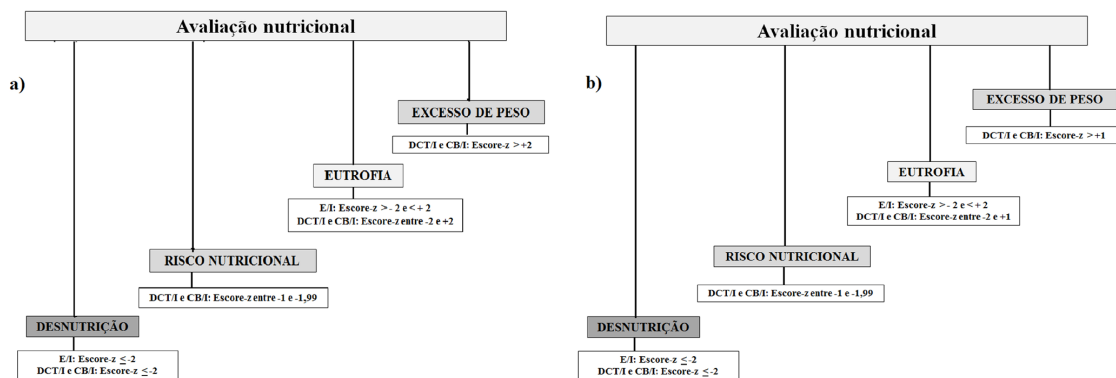 Avaliação nutricional
a)
EXCESSO DE PESO
DCT/I e CB/I: Escore-z > +2
EUTROFIA
E/I: Escore-z > - 2 e < + 2
DCT/I e CB/I: Escore-z entre -2 e +2
RISCO NUTRICIONAL
DCT/I e CB/I: Escore-z entre -1 e -1,99
DESNUTRIÇÃO
E/I: Escore-z ≤ -2
DCT/I e CB/I: Escore-z ≤ -2
Avaliação nutricional
b)
EXCESSO DE PESO
DCT/I e CB/I: Escore-z > +1
EUTROFIA
E/I: Escore-z > - 2 e < + 2
DCT/I e CB/I: Escore-z entre -2 e +1
RISCO NUTRICIONAL
DCT/I e CB/I: Escore-z entre -1 e -1,99
DESNUTRIÇÃO
E/I: Escore-z ≤ -2
DCT/I e CB/I: Escore-z ≤ -2